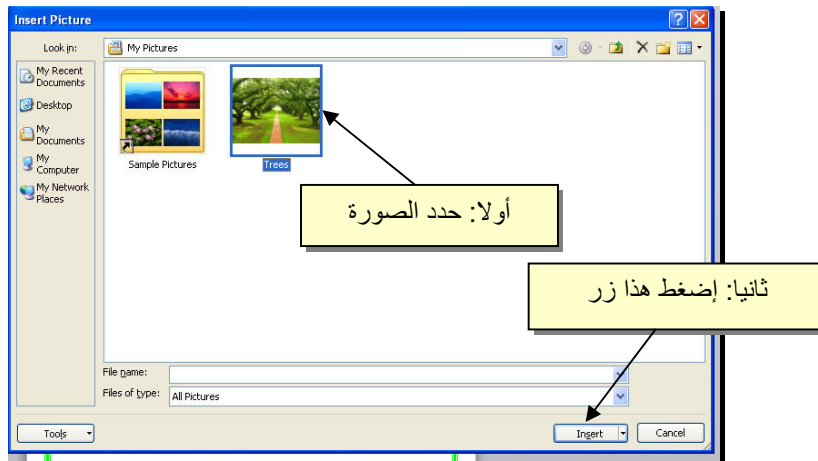 Insert Picture
Look in:
My Pictures
My Recent
Documents
Desktop
My
Documents
My
Computer
My Network
Places
Sample Pictures
Trees
أولا: حدد الصورة
ثانيا: إضغط هذا زر
File name:
Files of type:
All Pictures
Tools
Insert
Cancel